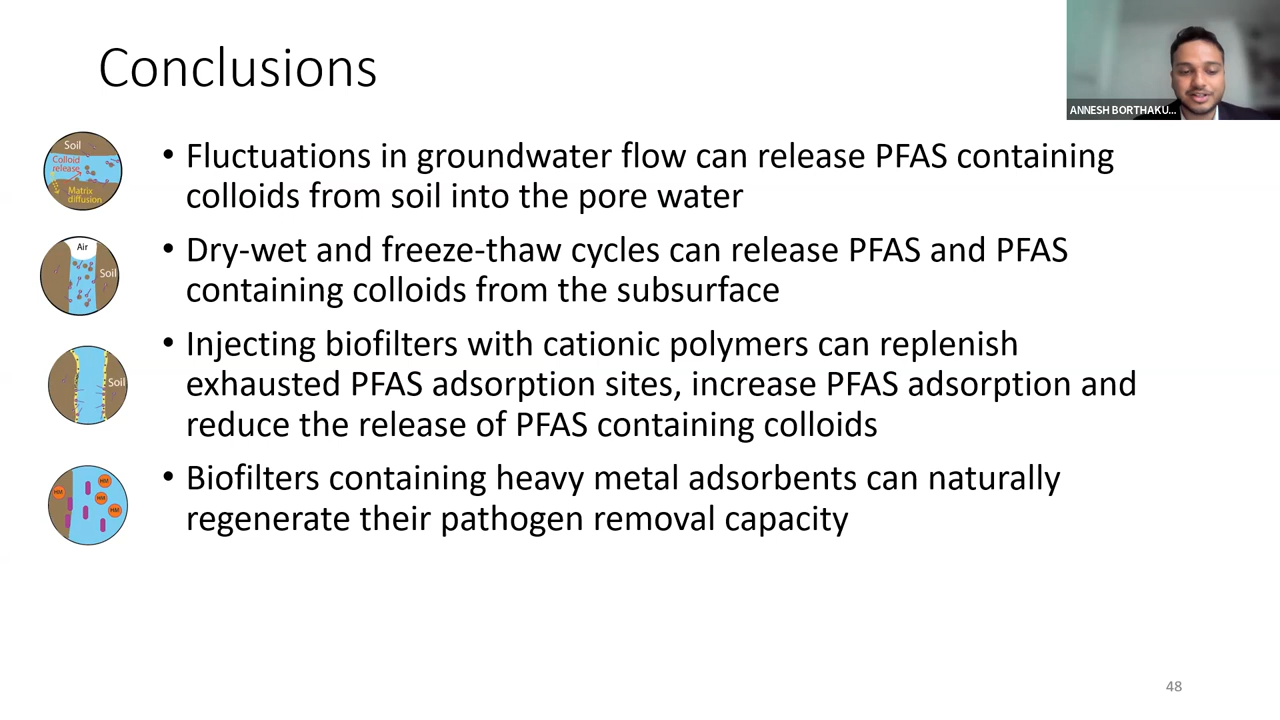 Conclusions
ANNESH BORTHAKU...
Soil
Colloid
release
Matrix
diffusion
• Fluctuations in groundwater flow can release PFAS containing
colloids from soil into the pore water
Air
Soil
• Dry-wet and freeze-thaw cycles can release PFAS and PFAS
containing colloids from the subsurface
Soil
• Injecting biofilters with cationic polymers can replenish
exhausted PFAS adsorption sites, increase PFAS adsorption and
reduce the release of PFAS containing colloids
HM
HM
HM
HM
• Biofilters containing heavy metal adsorbents can naturally
regenerate their pathogen removal capacity
48